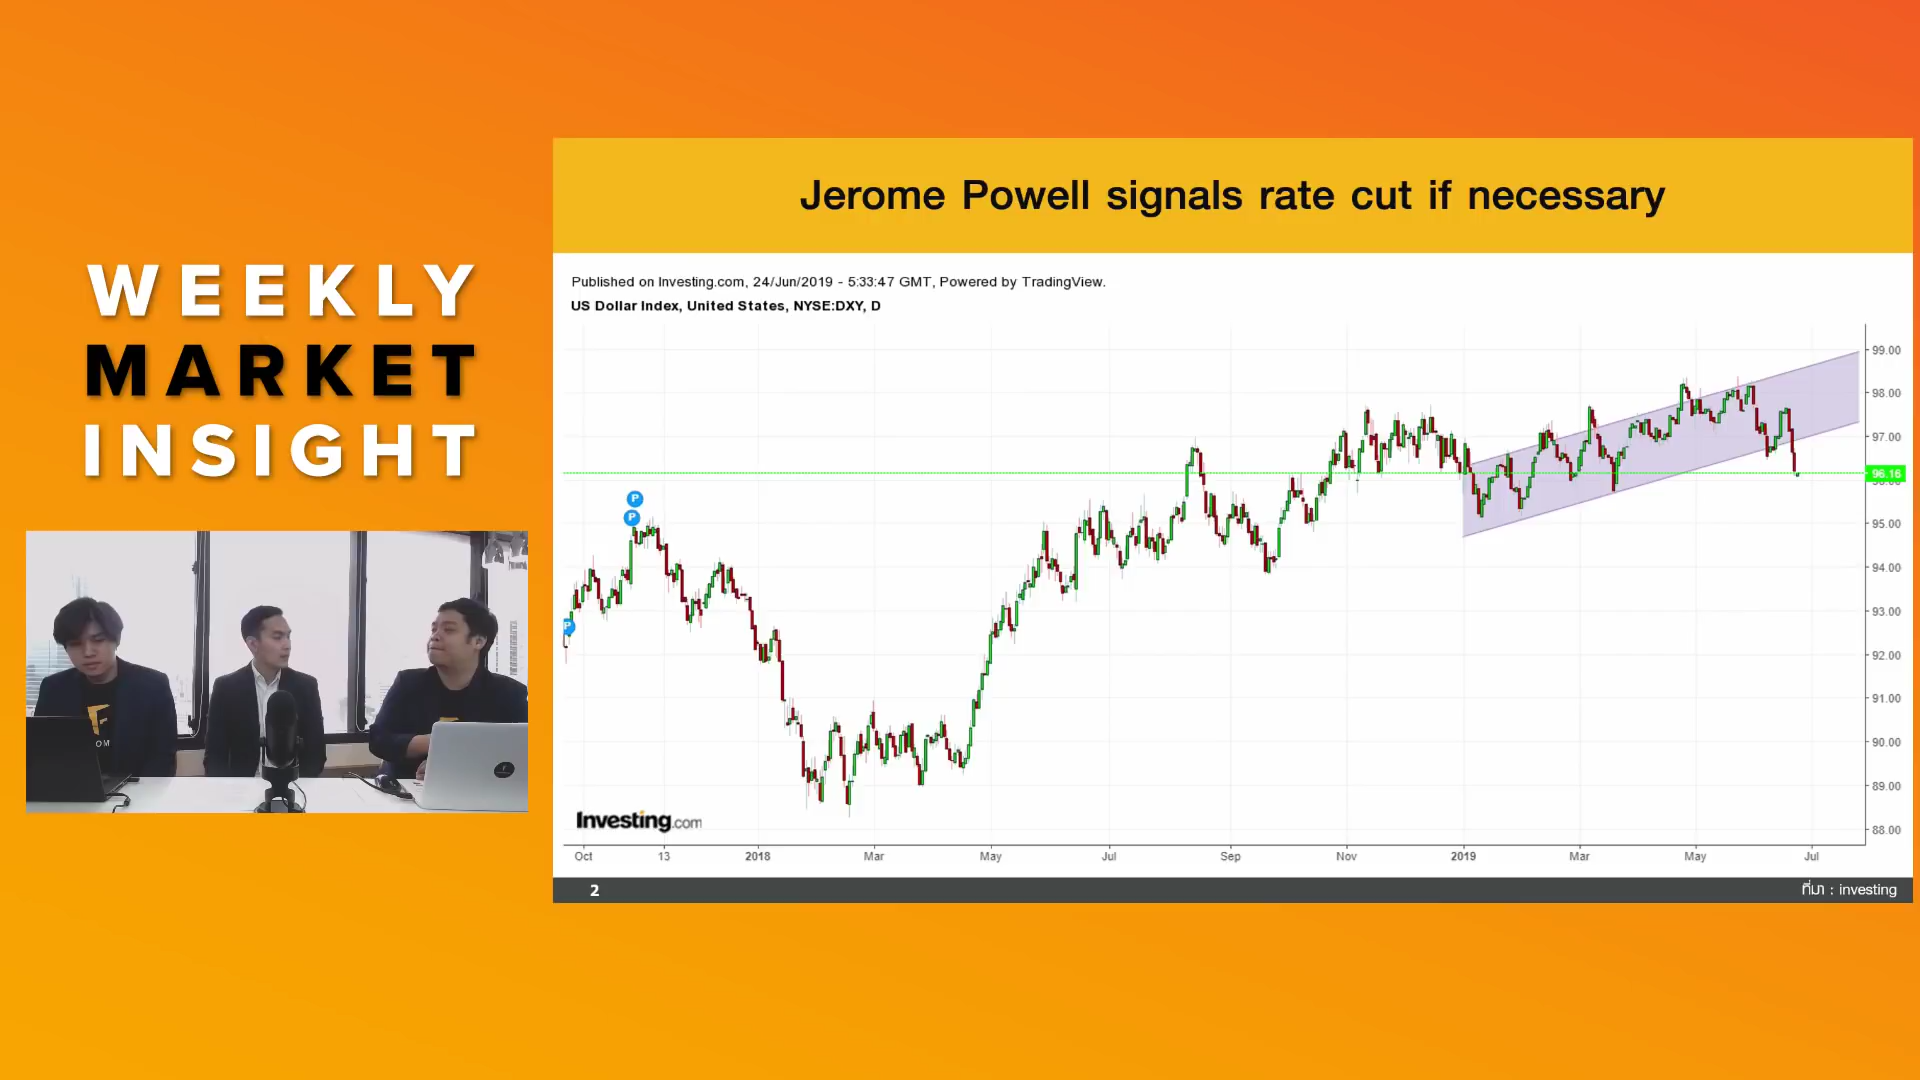 WEEKLY
MARKET
INSIGHT
Jerome Powell signals rate cut if necessary
Published on Investing.com, 24/Jun/2019 - 5:33:47 GMT, Powered by TradingView.
US Dollar Index, United States, NYSE:DXY, D
99.00
98.00
97.00
96.16
96.00
95.00
94.00
93.00
92.00
91.00
90.00
89.00
88.00
P
P
P
Investing.com
Oct 13 2018 Mar May Jul Sep Nov 2019 Mar May Jul
2
ที่มา : investing
F
OM